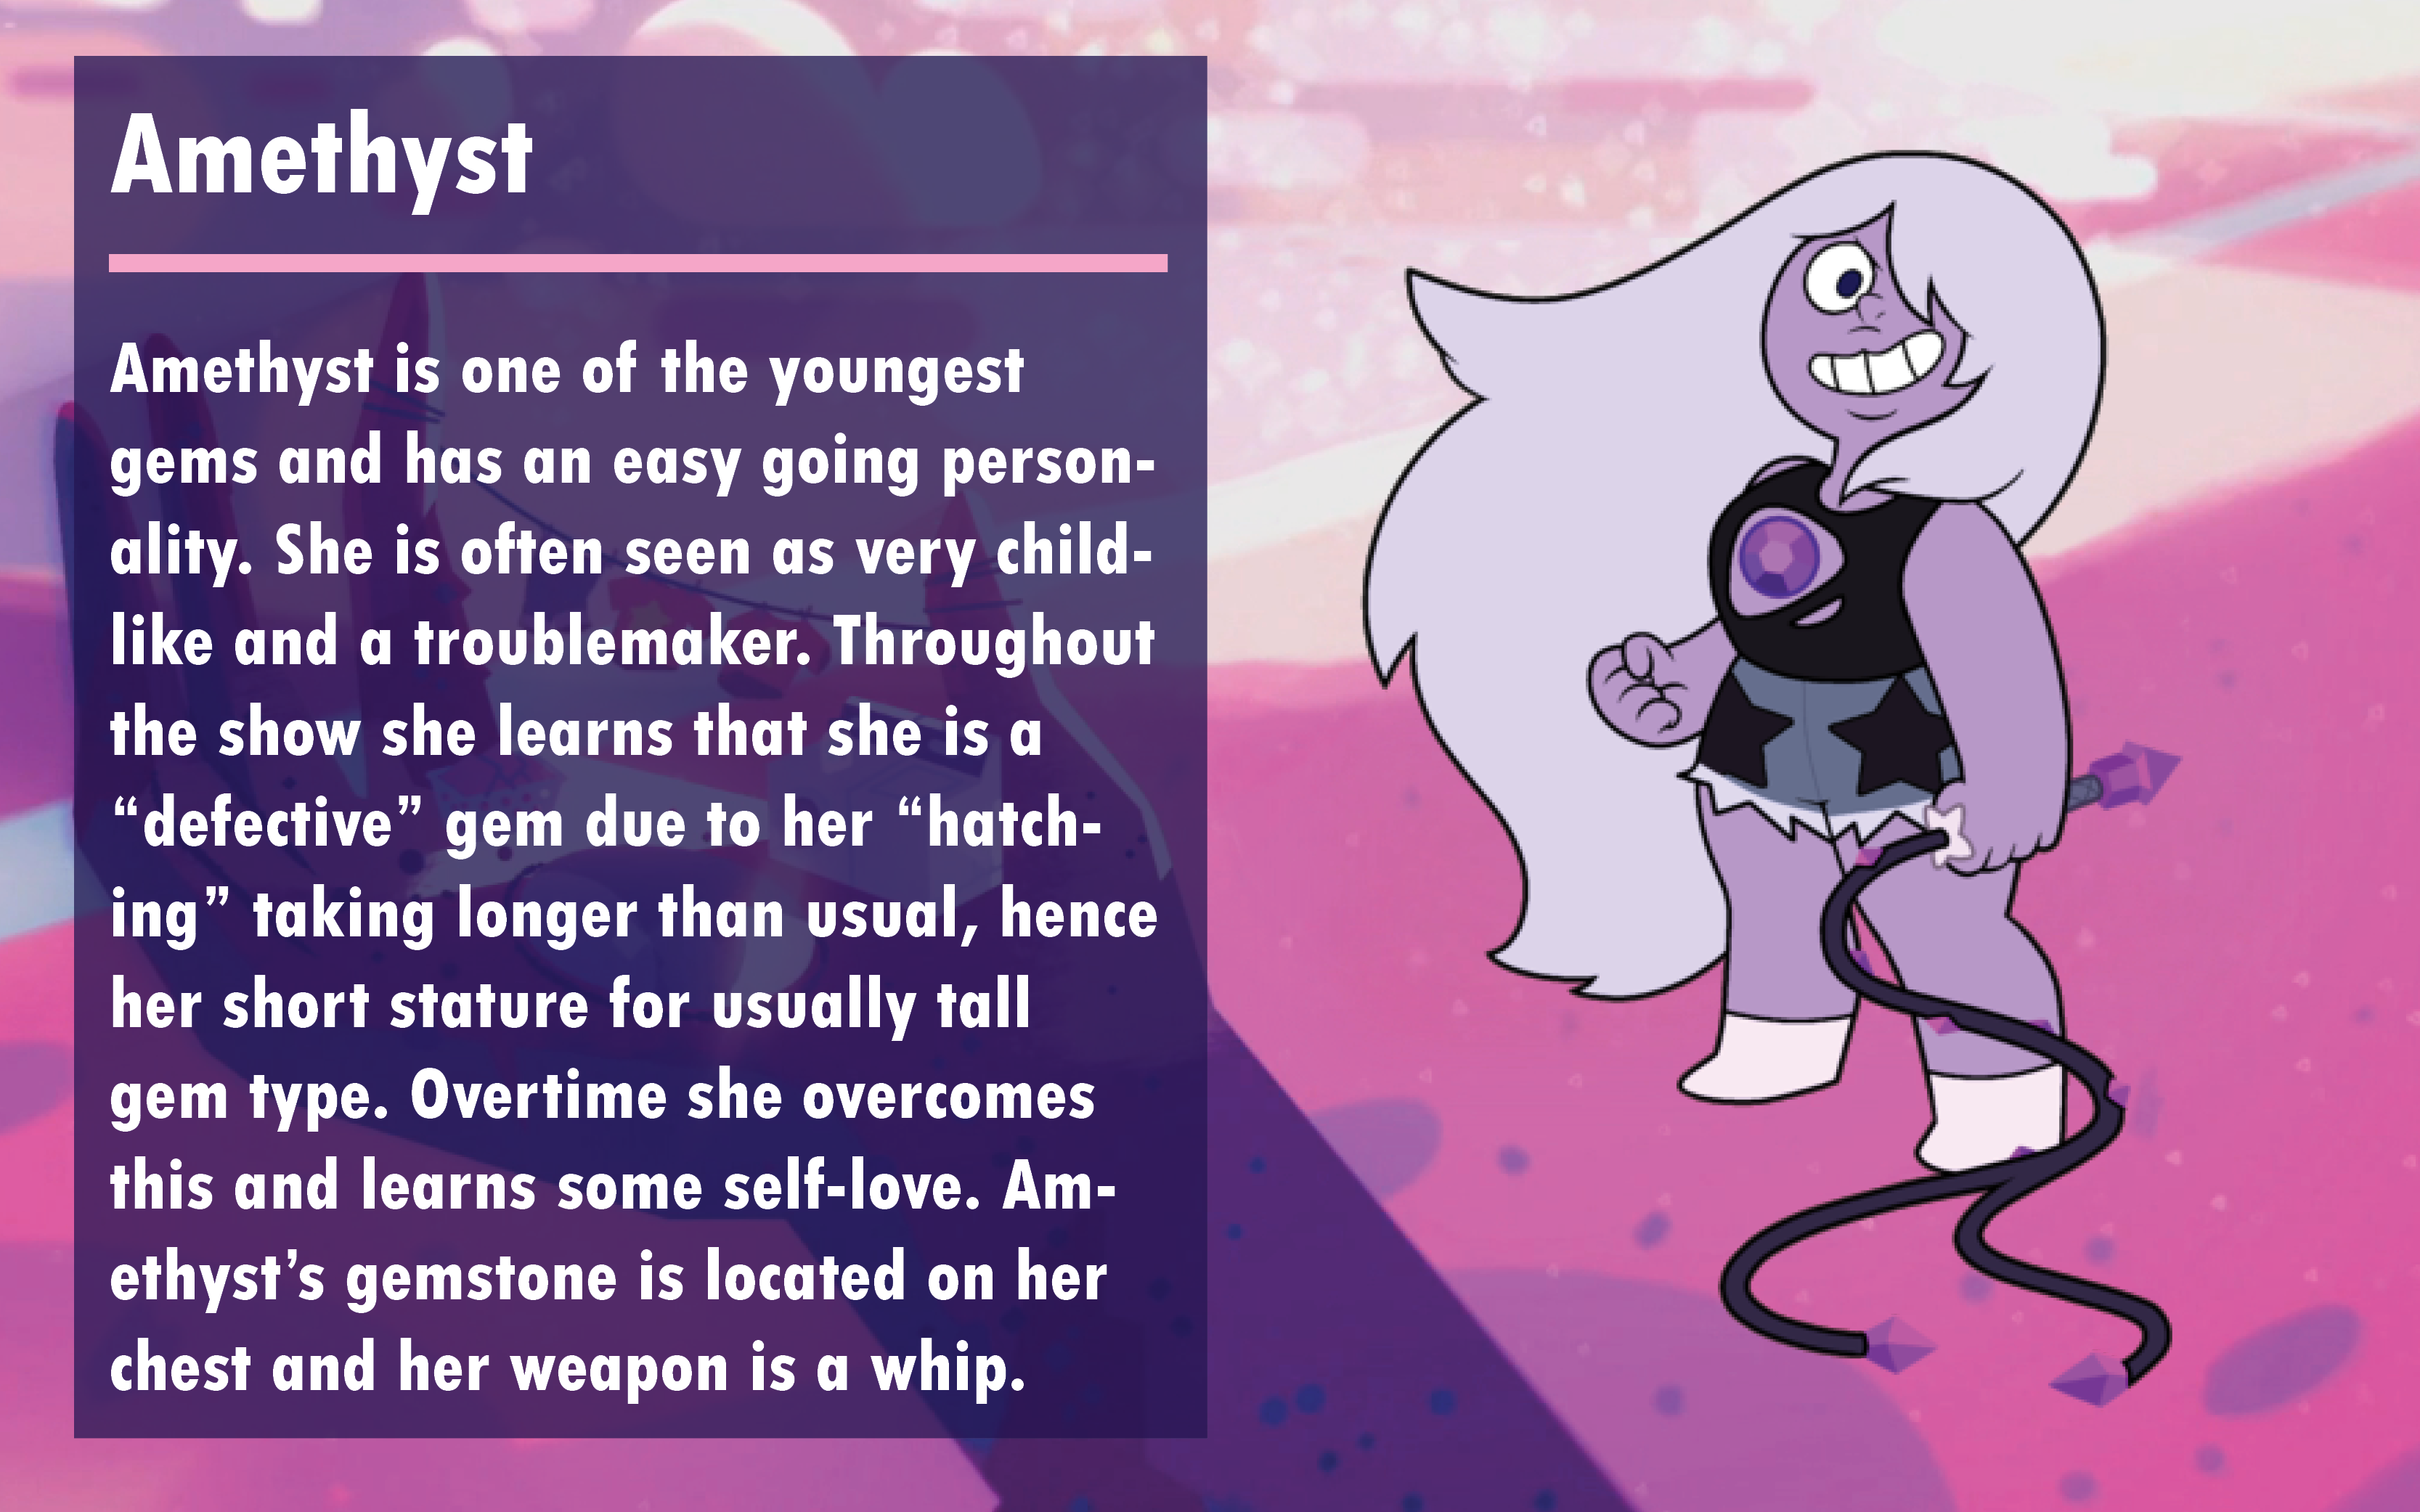 Amethyst
Amethyst is one of the youngest
gems and has an easy going person-
ality. She is often seen as very child-
like and a troublemaker. Throughout
the show she learns that she is a
“defective” gem due to her “hatch-
ing” taking longer than usual, hence
her short stature for usually tall
gem type. Overtime she overcomes
this and learns some self-love. Am-
ethyst’s gemstone is located on her
chest and her weapon is a whip.